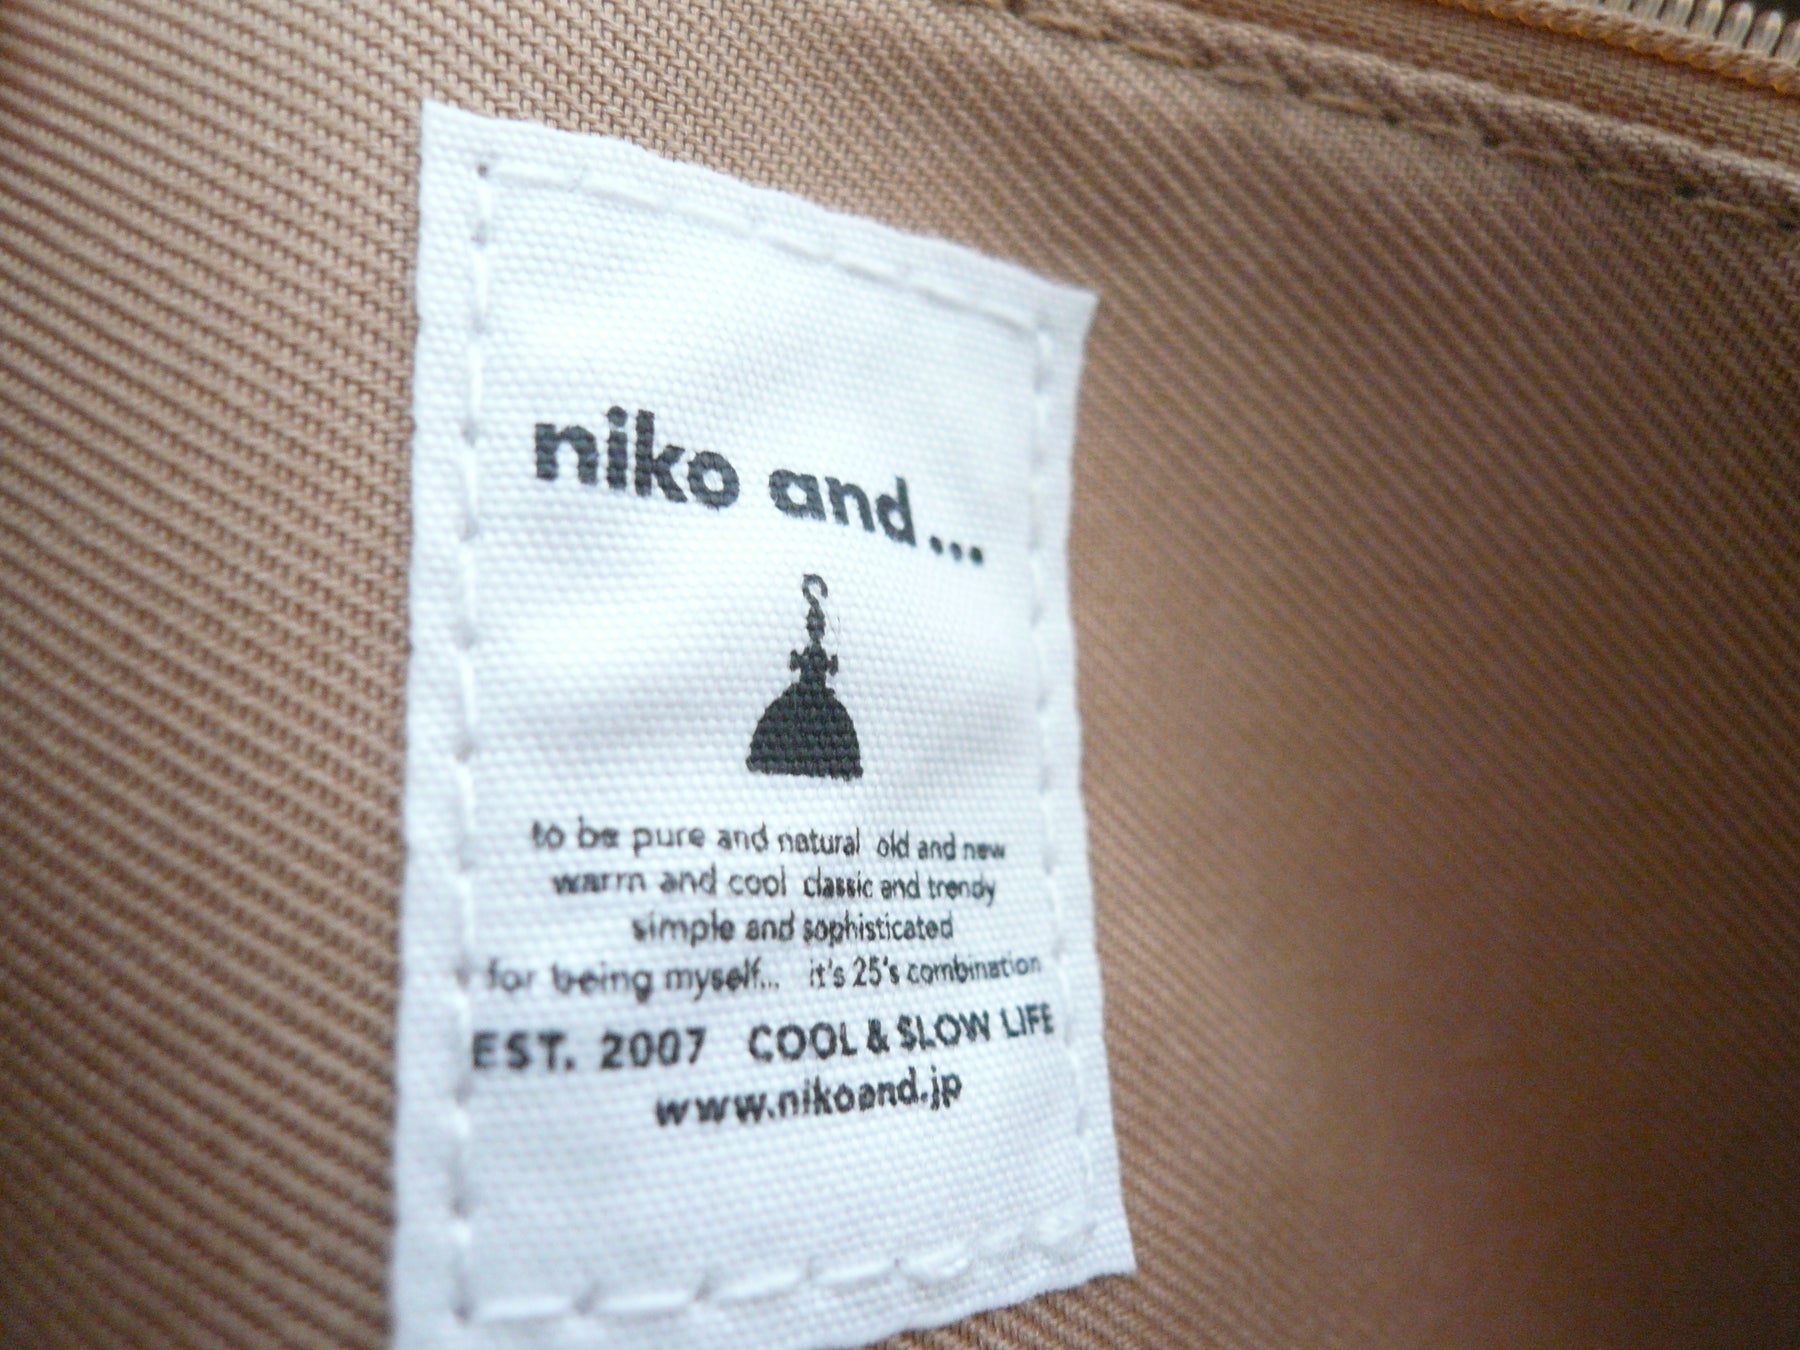 niko and...
to be pure and natural old and new
warm and cool classic and trendy
simple and sophisticated
for being myself... it's 25's combination
EST. 2007 COOL & SLOW LIFE
www.nikoand.jp